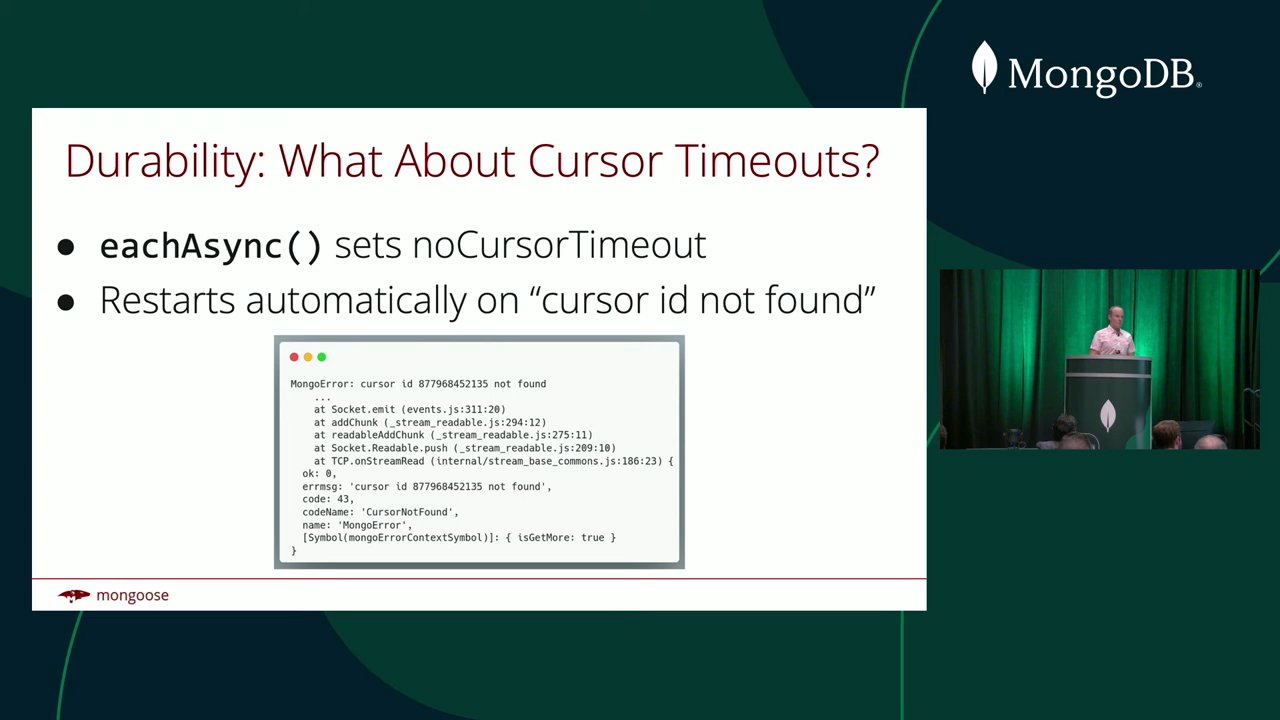 MongoDB®
Durability: What About Cursor Timeouts?
● eachAsync() sets noCursorTimeout
● Restarts automatically on “cursor id not found”
MongoError: cursor id 877968452135 not found
...
at Socket.emit (events.js:311:20)
at addChunk (_stream_readable.js:294:12)
at readableAddChunk (_stream_readable.js:275:11)
at Socket.Readable.push (_stream_readable.js:209:10)
at TCP.onStreamRead (internal/stream_base_commons.js:186:23) {
ok: 0,
errmsg: 'cursor id 877968452135 not found',
code: 43,
codeName: 'CursorNotFound',
name: 'MongoError',
[Symbol(mongoErrorContextSymbol)]: { isGetMore: true }
}
mongoose